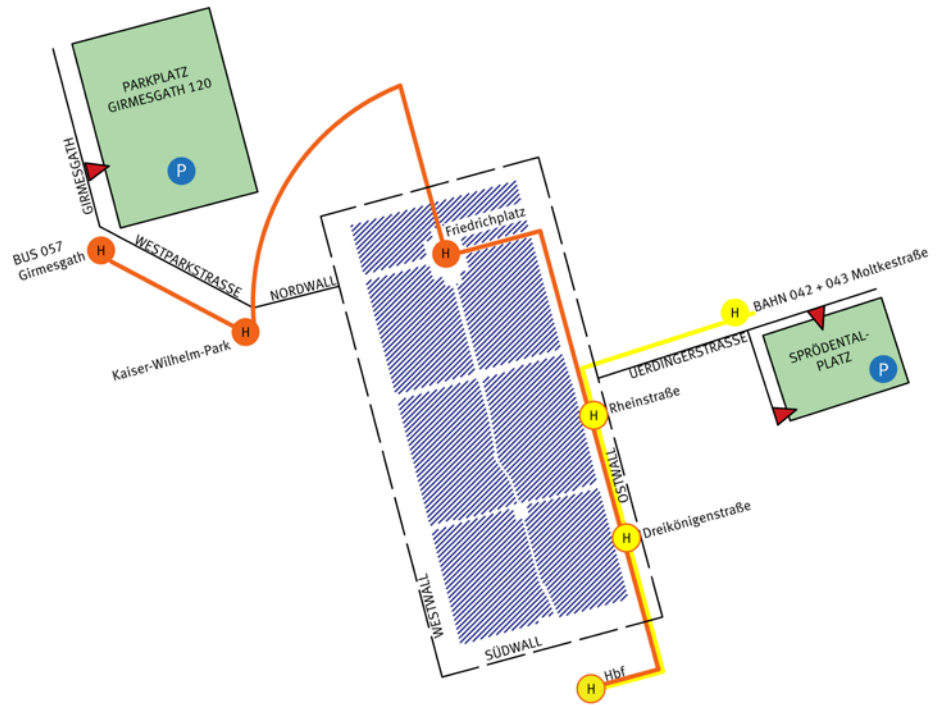 PARKPLATZ
GIRMESGATH 120
P
GIRMESGATH
BUS 057
Girmesgath
H
WESTPARKSTRASSE
NORDWALL
H
Kaiser-Wilhelm-Park
Friedrichplatz
H
H
BAHN 042 + 043 Moltkestraße
UERDINGERSTRASSE
SPRÖDENTAL-
PLATZ
P
H
Rheinstraße
OSTWALL
H
Dreikönigenstraße
WESTWALL
SÜDWALL
H
Hbf